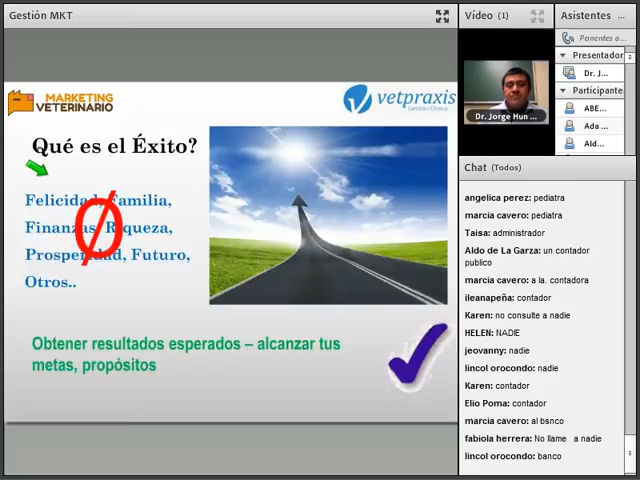 Gestión MKT
MARKETING
VETERINARIO
vetpraxis
Gestión Clínica
Qué es el Éxito?
Felicidad, Familia,
Finanzas, Riqueza,
Prosperidad, Futuro,
Otros..
Obtener resultados esperados – alcanzar tus
metas, propósitos
Vídeo (1)
Dr. Jorge Hun ...
Asistentes ...
Ponentes o...
Presentador
Dr. J...
Participante
ABE...
Ada ...
Ald...
Chat (Todos)
angelica perez: pediatra
marcia cavero: pediatra
Taisa: administrador
Aldo de La Garza: un contador
publico
marcia cavero: a la. contadora
ileanapeña: contador
Karen: no consulte a nadie
HELEN: NADIE
jeovanny: nadie
lincol orocondo: nadie
Karen: contador
Elio Poma: contador
marcia cavero: al bsnco
fabiola herrera: No llame a nadie
lincol orocondo: banco